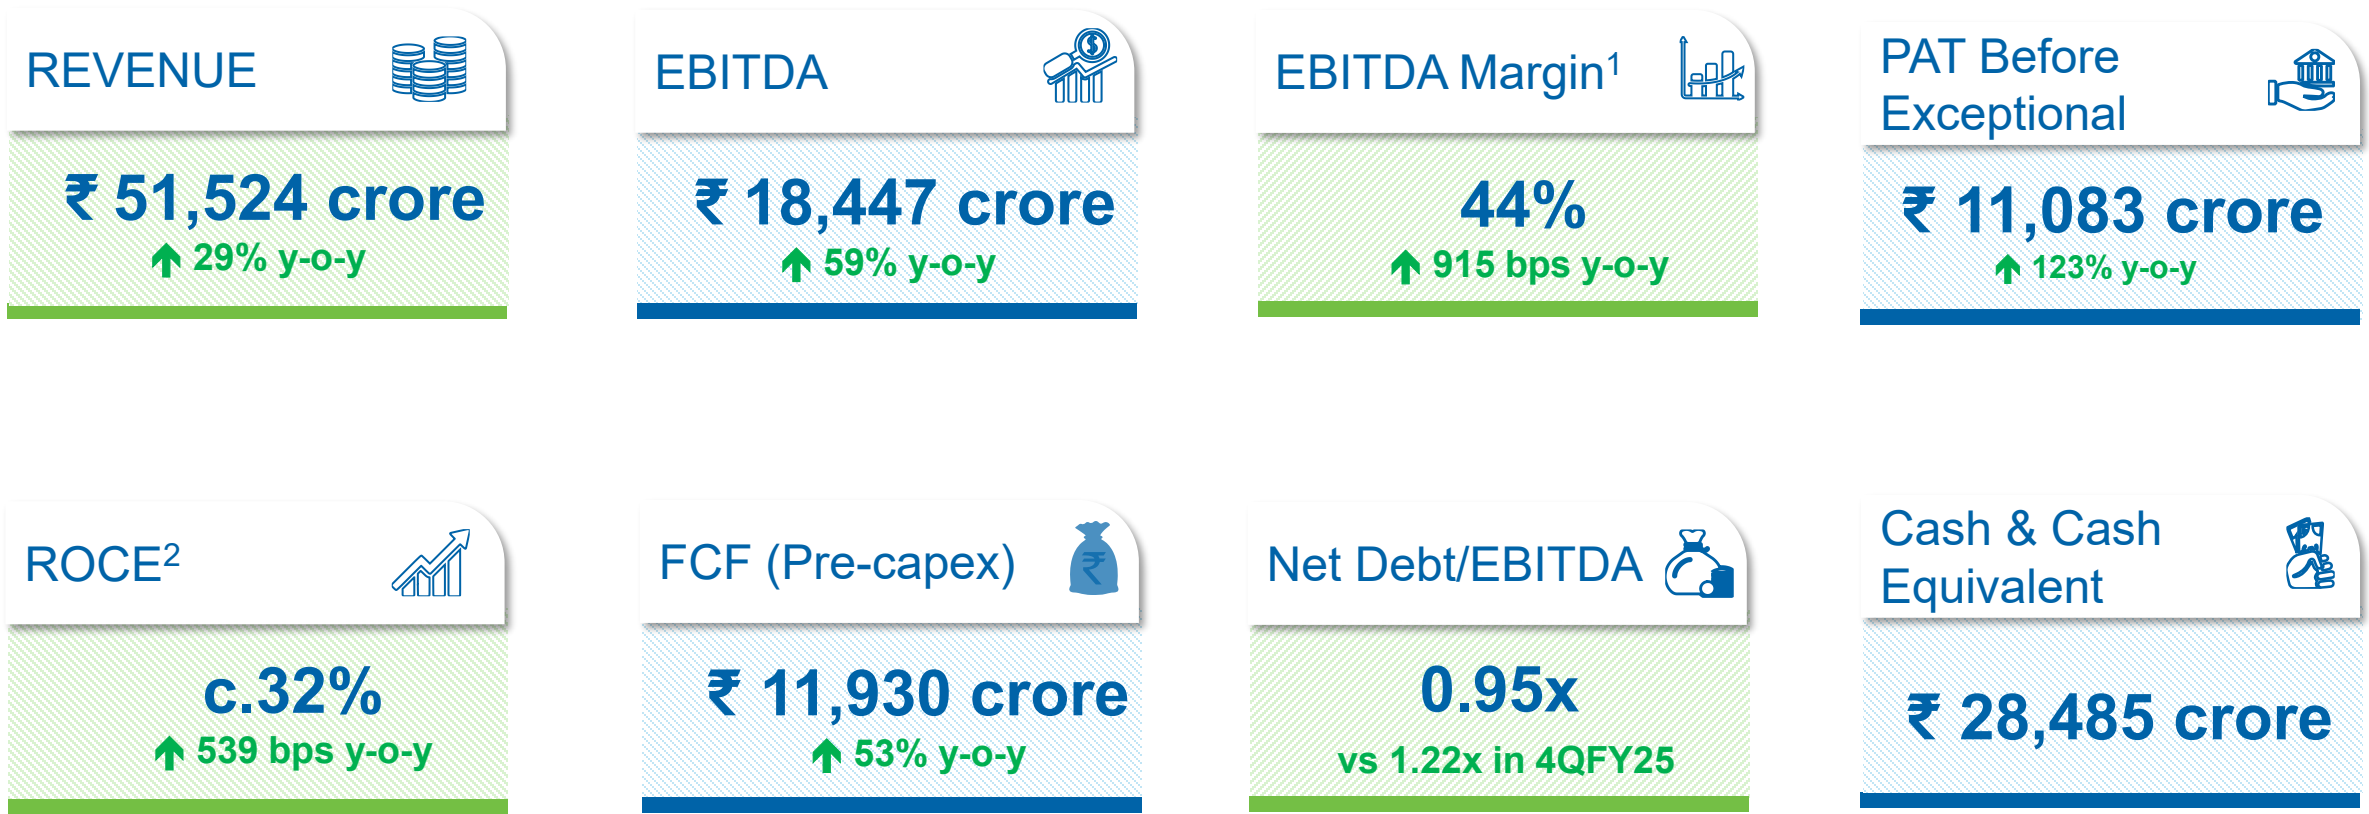 REVENUE
₹ 51,524 crore
29% y-o-y
EBITDA
$
₹ 18,447 crore
59% y-o-y
EBITDA Margin¹
44%
915 bps y-o-y
PAT Before
Exceptional
₹ 11,083 crore
123% y-o-y
ROCE²
c.32%
539 bps y-o-y
FCF (Pre-capex)
₹
₹ 11,930 crore
53% y-o-y
Net Debt/EBITDA
0.95x
vs 1.22x in 4QFY25
Cash & Cash
Equivalent
₹ 28,485 crore